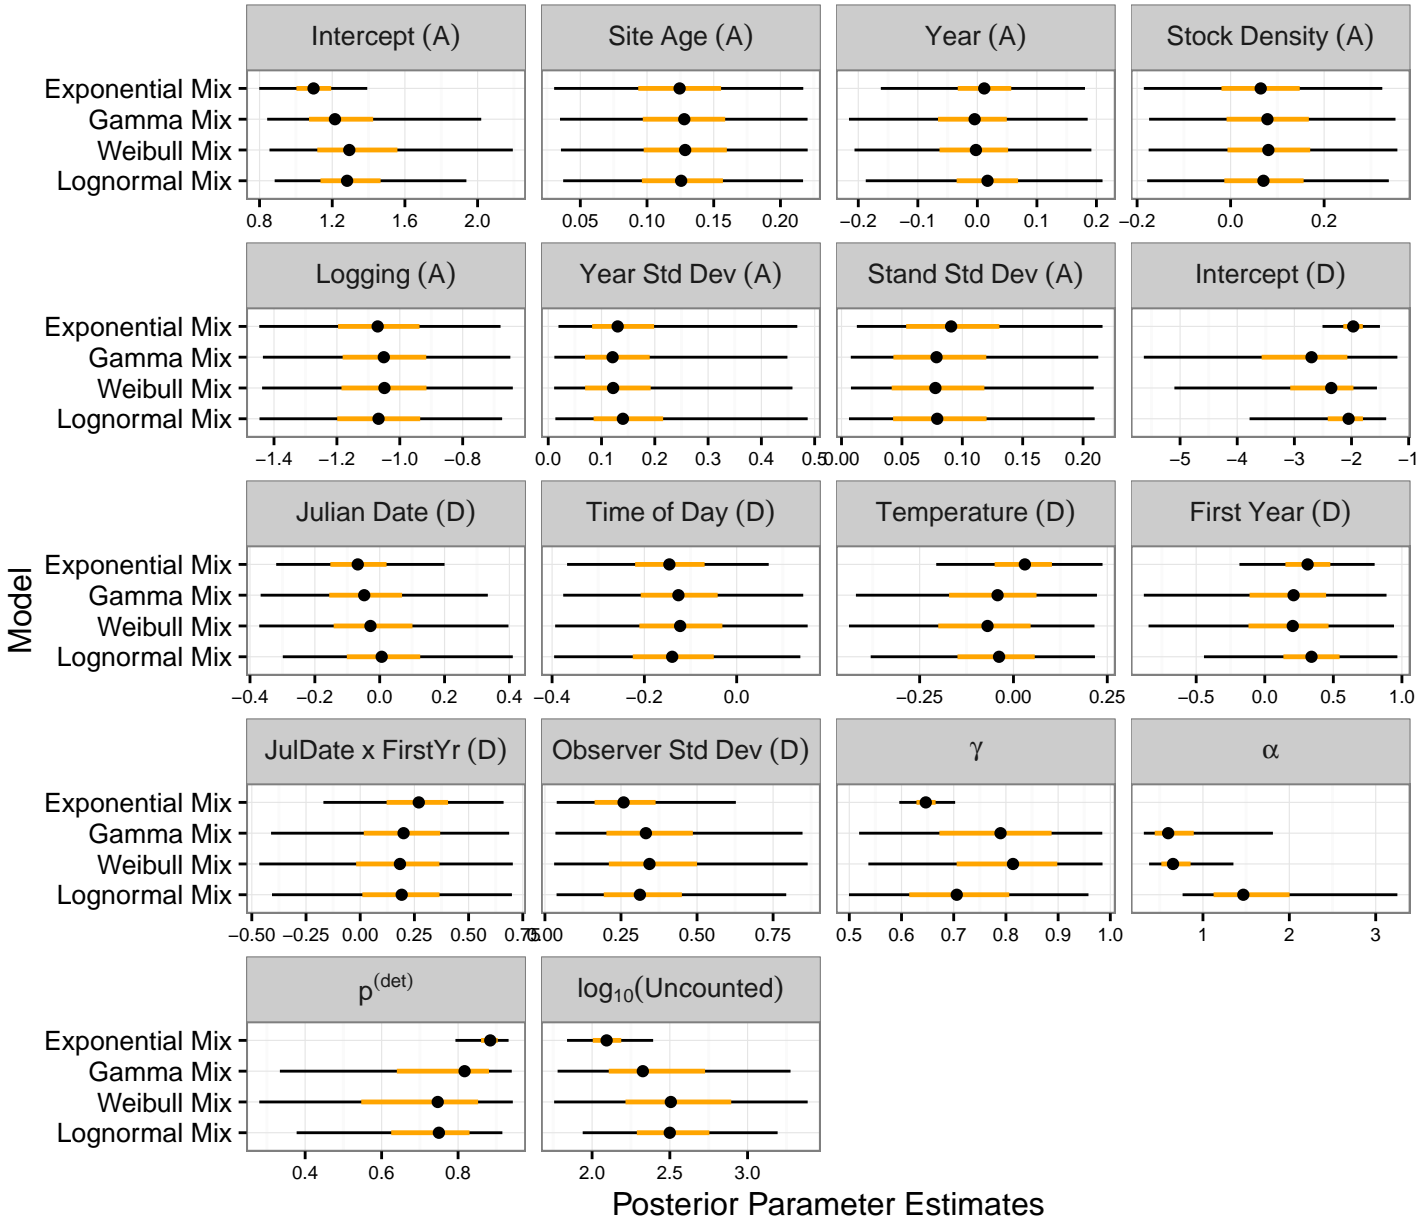 Intercept (A) Site Age (A) Year (A) Stock Density (A)
Exponential Mix
Gamma Mix
Weibull Mix
Lognormal Mix
0.8 1.2 1.6 2.0 0.05 0.10 0.15 0.20 −0.2 −0.1 0.0 0.1 0.2 −0.2 0.0 0.2
Logging (A) Year Std Dev (A) Stand Std Dev (A) Intercept (D)
Exponential Mix
Gamma Mix
Weibull Mix
Lognormal Mix
−1.4 −1.2 −1.0 −0.8 0.0 0.1 0.2 0.3 0.4 0.5 0.00 0.05 0.10 0.15 0.20 −5 −4 −3 −2 −1
Julian Date (D) Time of Day (D) Temperature (D) First Year (D)
Exponential Mix
Gamma Mix
Weibull Mix
Lognormal Mix
−0.4 −0.2 0.0 0.2 0.4 −0.4 −0.2 0.0 −0.25 0.00 0.25 −0.5 0.0 0.5 1.0
JulDate x FirstYr (D) Observer Std Dev (D) γ α
Exponential Mix
Gamma Mix
Weibull Mix
Lognormal Mix
−0.50 −0.25 0.00 0.25 0.50 0.75 0.00 0.25 0.50 0.75 0.5 0.6 0.7 0.8 0.9 1.0 1 2 3
p(det) log10(Uncounted)
Exponential Mix
Gamma Mix
Weibull Mix
Lognormal Mix
0.4 0.6 0.8 2.0 2.5 3.0
Model
Posterior Parameter Estimates